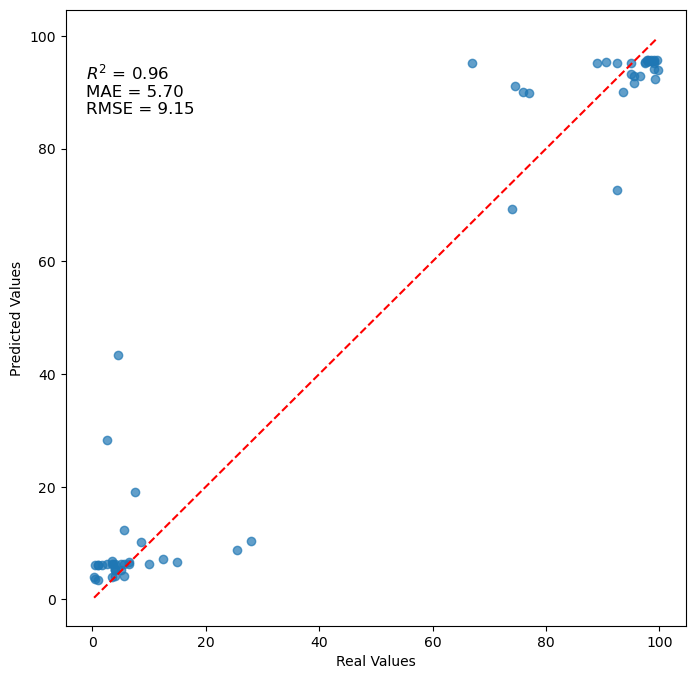 R² = 0.96
MAE = 5.70
RMSE = 9.15
100
80
60
40
20
0
Predicted Values
0 20 40 60 80 100
Real Values